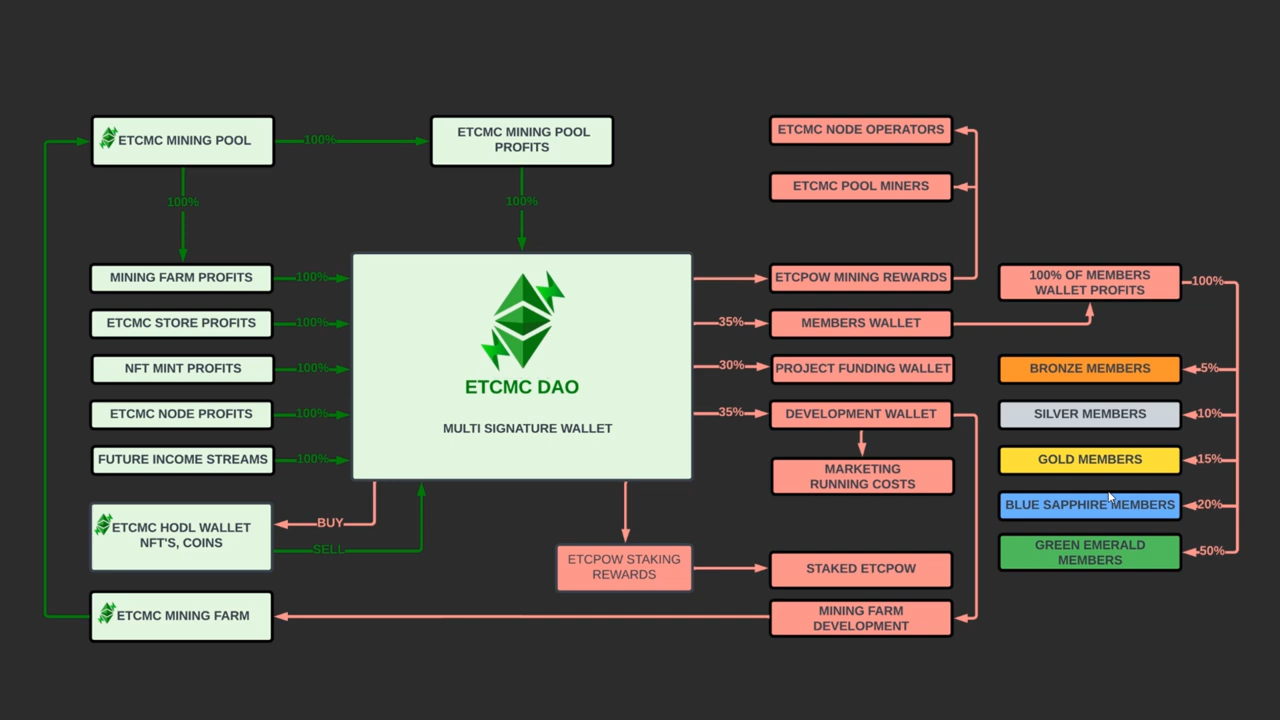 ETCMC MINING POOL
100%
ETCMC MINING POOL
PROFITS
ETCMC NODE OPERATORS
ETCMC POOL MINERS
100%
100%
MINING FARM PROFITS
100%
ETCMC STORE PROFITS
100%
NFT MINT PROFITS
100%
ETCMC NODE PROFITS
100%
FUTURE INCOME STREAMS
100%
ETCMC DAO
MULTI SIGNATURE WALLET
ETCPOW MINING REWARDS
35%
MEMBERS WALLET
30%
PROJECT FUNDING WALLET
35%
DEVELOPMENT WALLET
MARKETING
RUNNING COSTS
100% OF MEMBERS
WALLET PROFITS
100%
BRONZE MEMBERS
5%
SILVER MEMBERS
10%
GOLD MEMBERS
15%
BLUE SAPPHIRE MEMBERS
20%
GREEN EMERALD
MEMBERS
50%
ETCMC HODL WALLET
NFT'S, COINS
BUY
SELL
ETCPOW STAKING
REWARDS
STAKED ETCPOW
ETCMC MINING FARM
MINING FARM
DEVELOPMENT